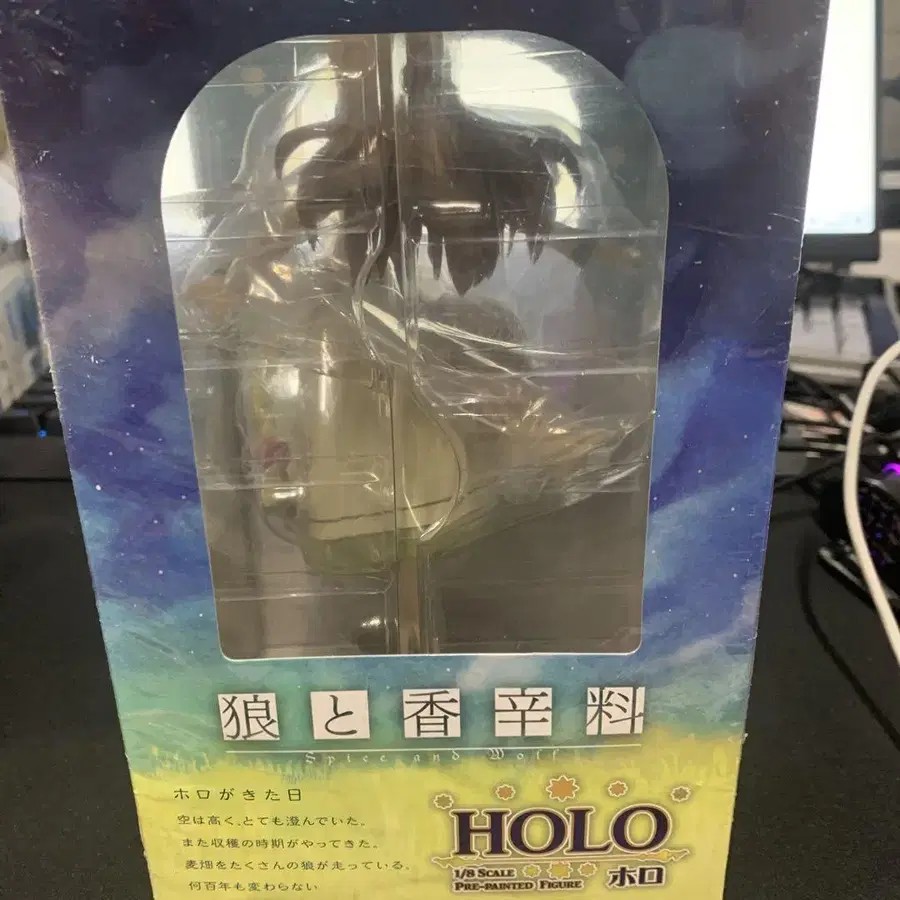 狼と香辛料
Spice and Wolf
ホロがきた日
空は高く、とても澄んでいた。
また収穫の時期がやってきた。
麦畑をたくさんの狼が走っている。
何百年も変わらない
HOLO
1/8 SCALE
PRE-PAINTED FIGURE
ホロ